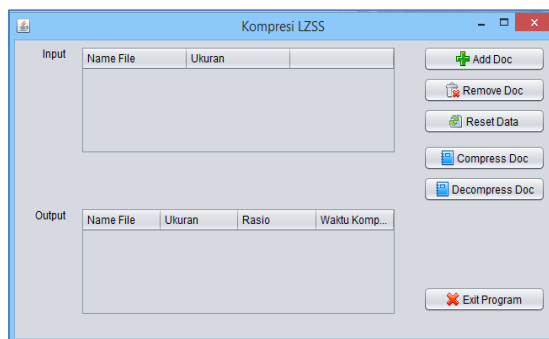 Kompresi LZSS
Input
Name File Ukuran
Add Doc
Remove Doc
Reset Data
Compress Doc
Decompress Doc
Output
Name File Ukuran Rasio Waktu Komp...
Exit Program